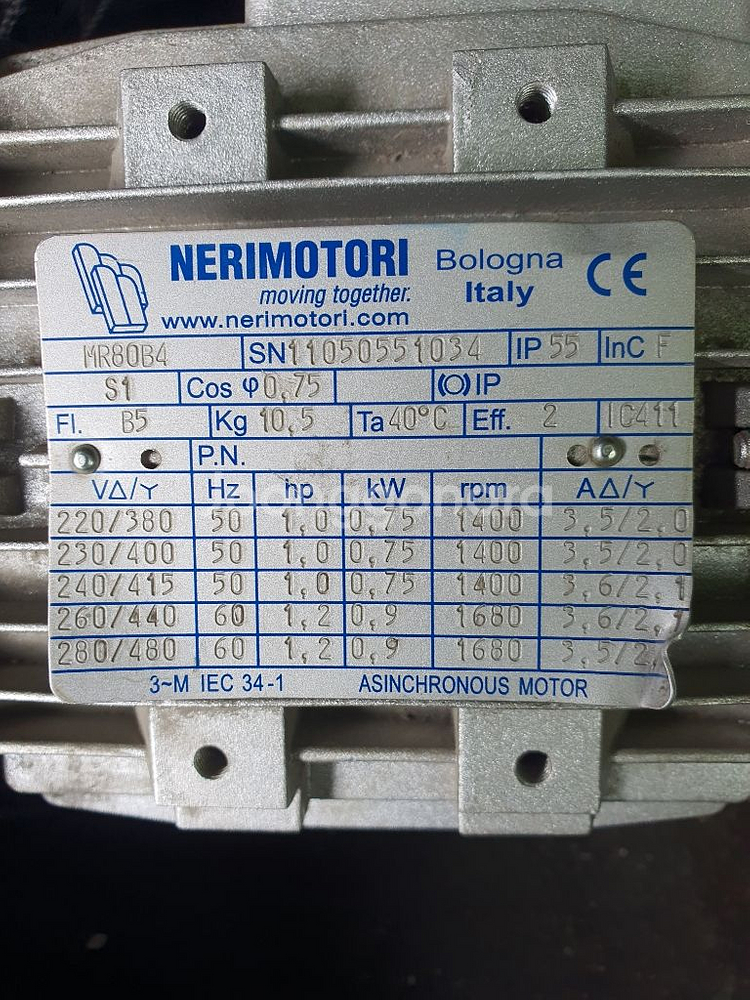 NERIMOTORI Bologna CE
moving together. Italy
www.nerimotori.com
MR80B4 SN11050551034 IP 55 InC F
S1 Cos φ0,75 IP
Fl. B5 Kg 10,5 Ta 40°C Eff. 2 IC411
P.N.
VΔ/Y Hz hp kW rpm AΔ/Y
220/380 50 1,0 0,75 1400 3,5/2,0
230/400 50 1,0 0,75 1400 3,5/2,0
240/415 50 1,0 0,75 1400 3,6/2,1
260/440 60 1,2 0,9 1680 3,6/2,1
280/480 60 1,2 0,9 1680 3,5/2,
3~M IEC 34-1 ASINCHRONOUS MOTOR